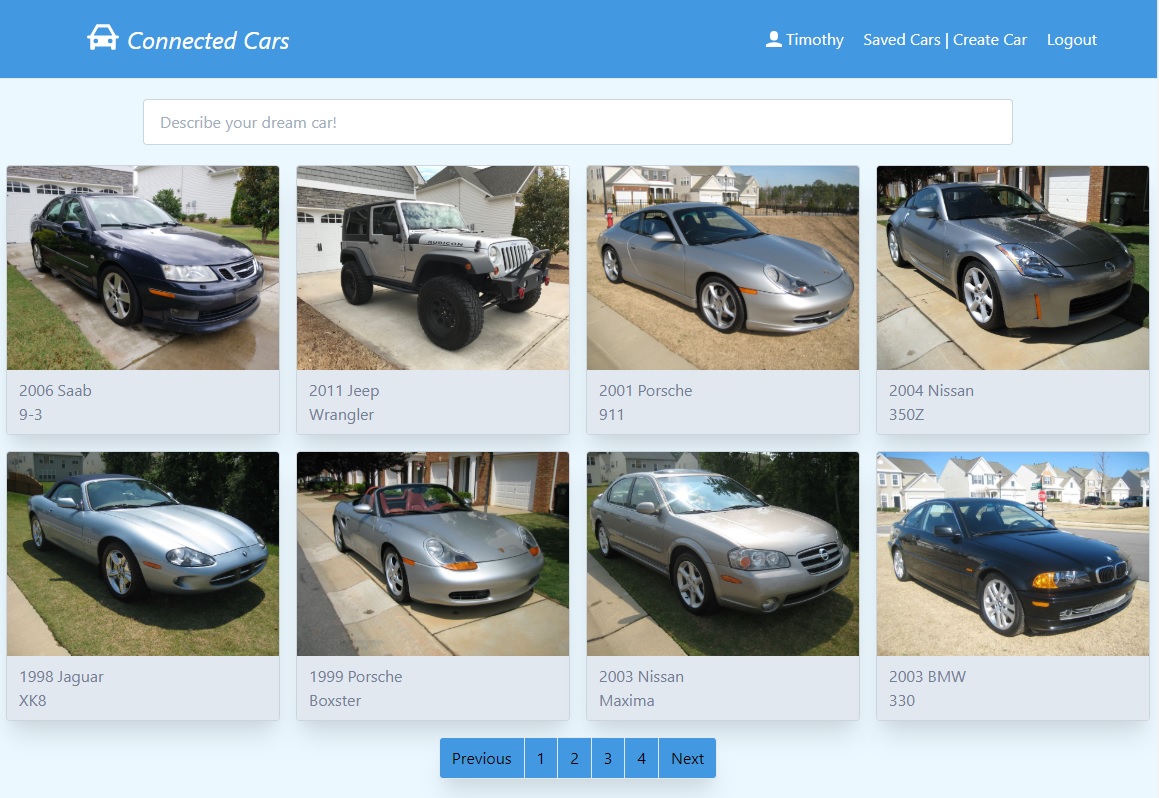 Connected Cars
Timothy
Saved Cars | Create Car
Logout
Describe your dream car!
RUBICON
2006 Saab
9-3
2011 Jeep
Wrangler
2001 Porsche
911
2004 Nissan
350Z
1998 Jaguar
XK8
1999 Porsche
Boxster
2003 Nissan
Maxima
2003 BMW
330
Previous
1
2
3
4
Next